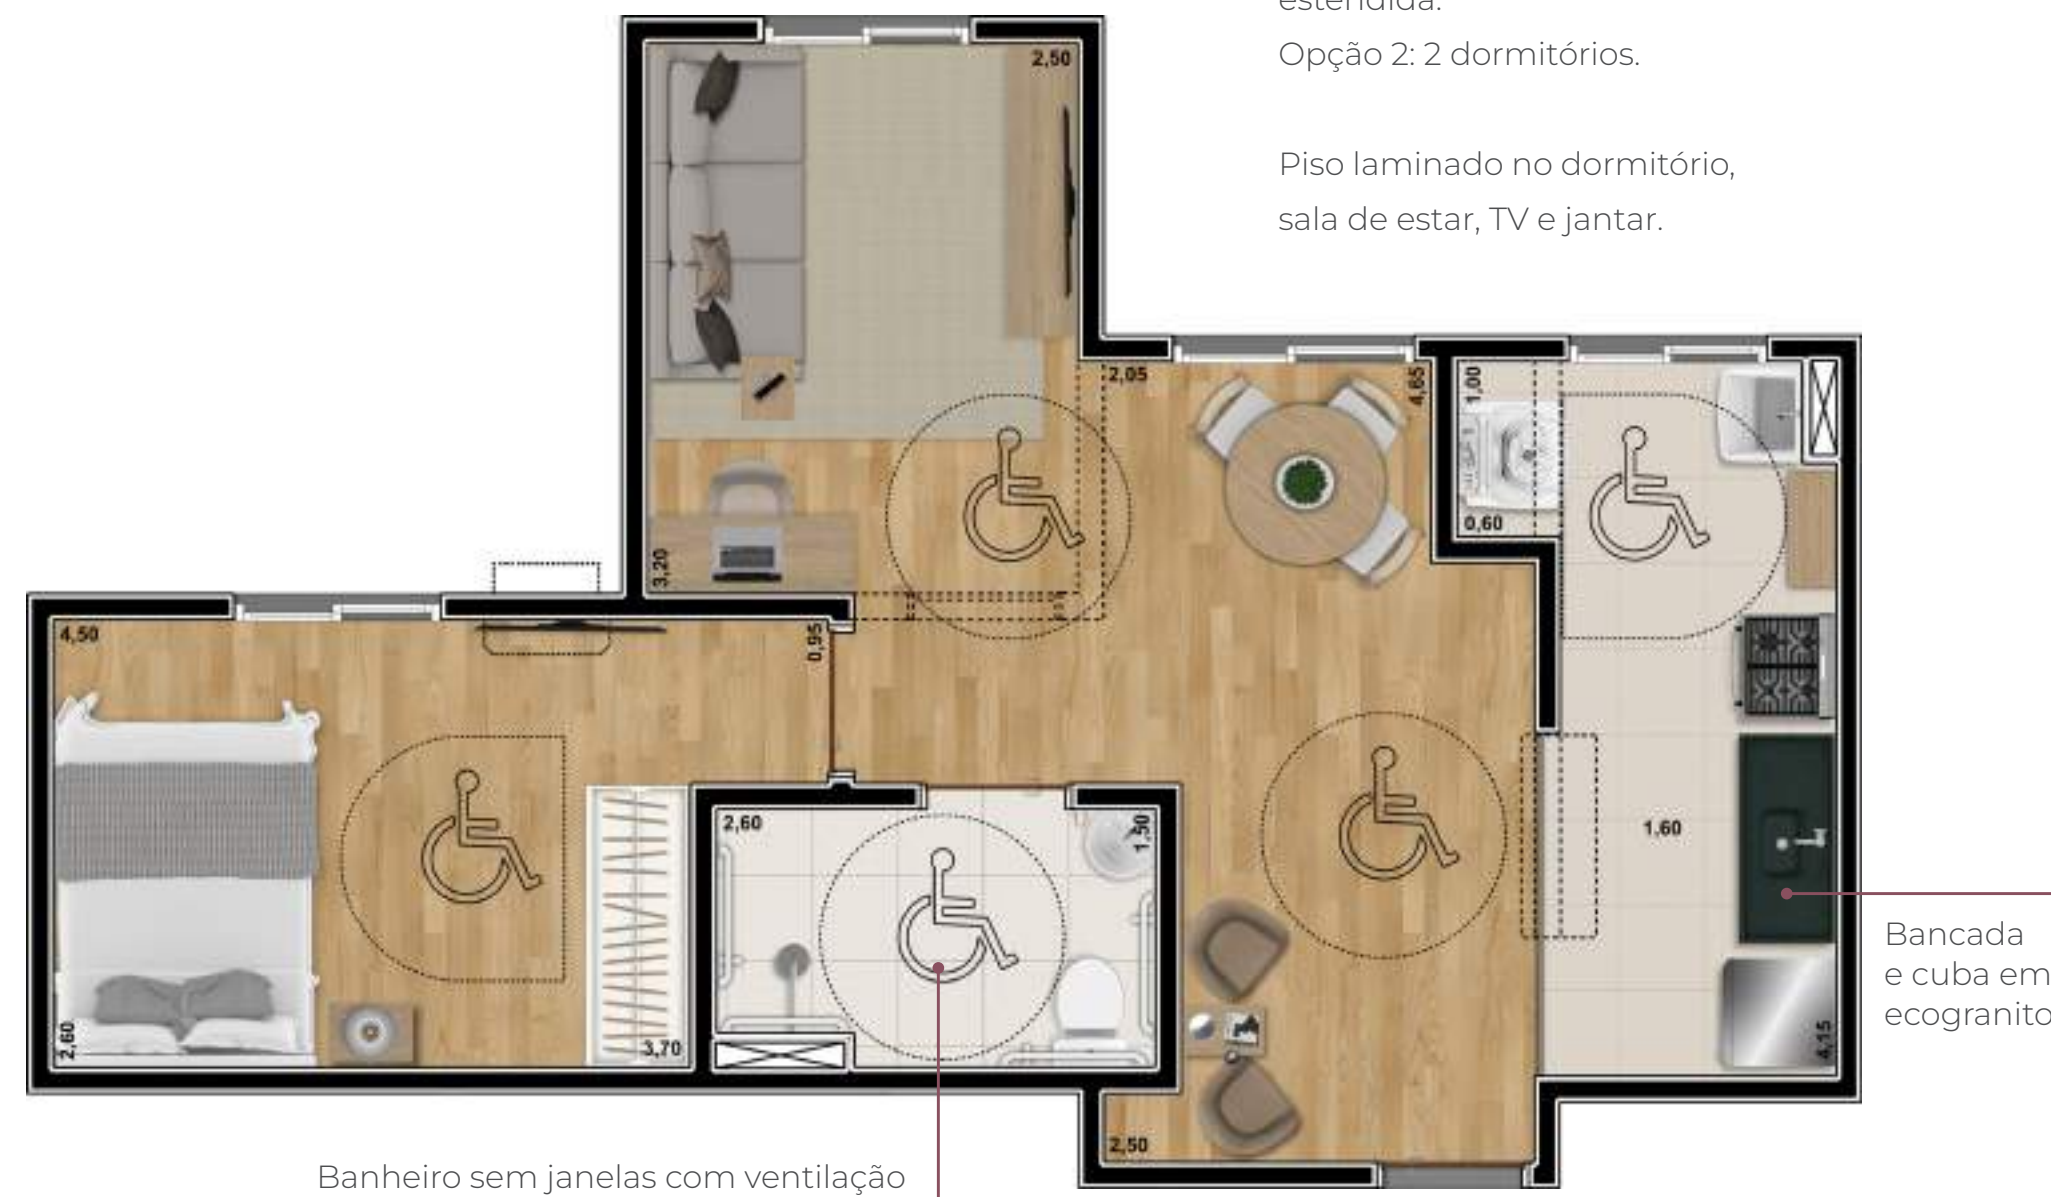 estendida.
Opção 2: 2 dormitórios.
Piso laminado no dormitório,
sala de estar, TV e jantar.
2,50
2,05
4,65
1,00
0,60
3,20
4,50
0,95
2,60
1,50
1,60
2,60
3,70
4,15
2,50
Bancada
e cuba em
ecogranito
Banheiro sem janelas com ventilação